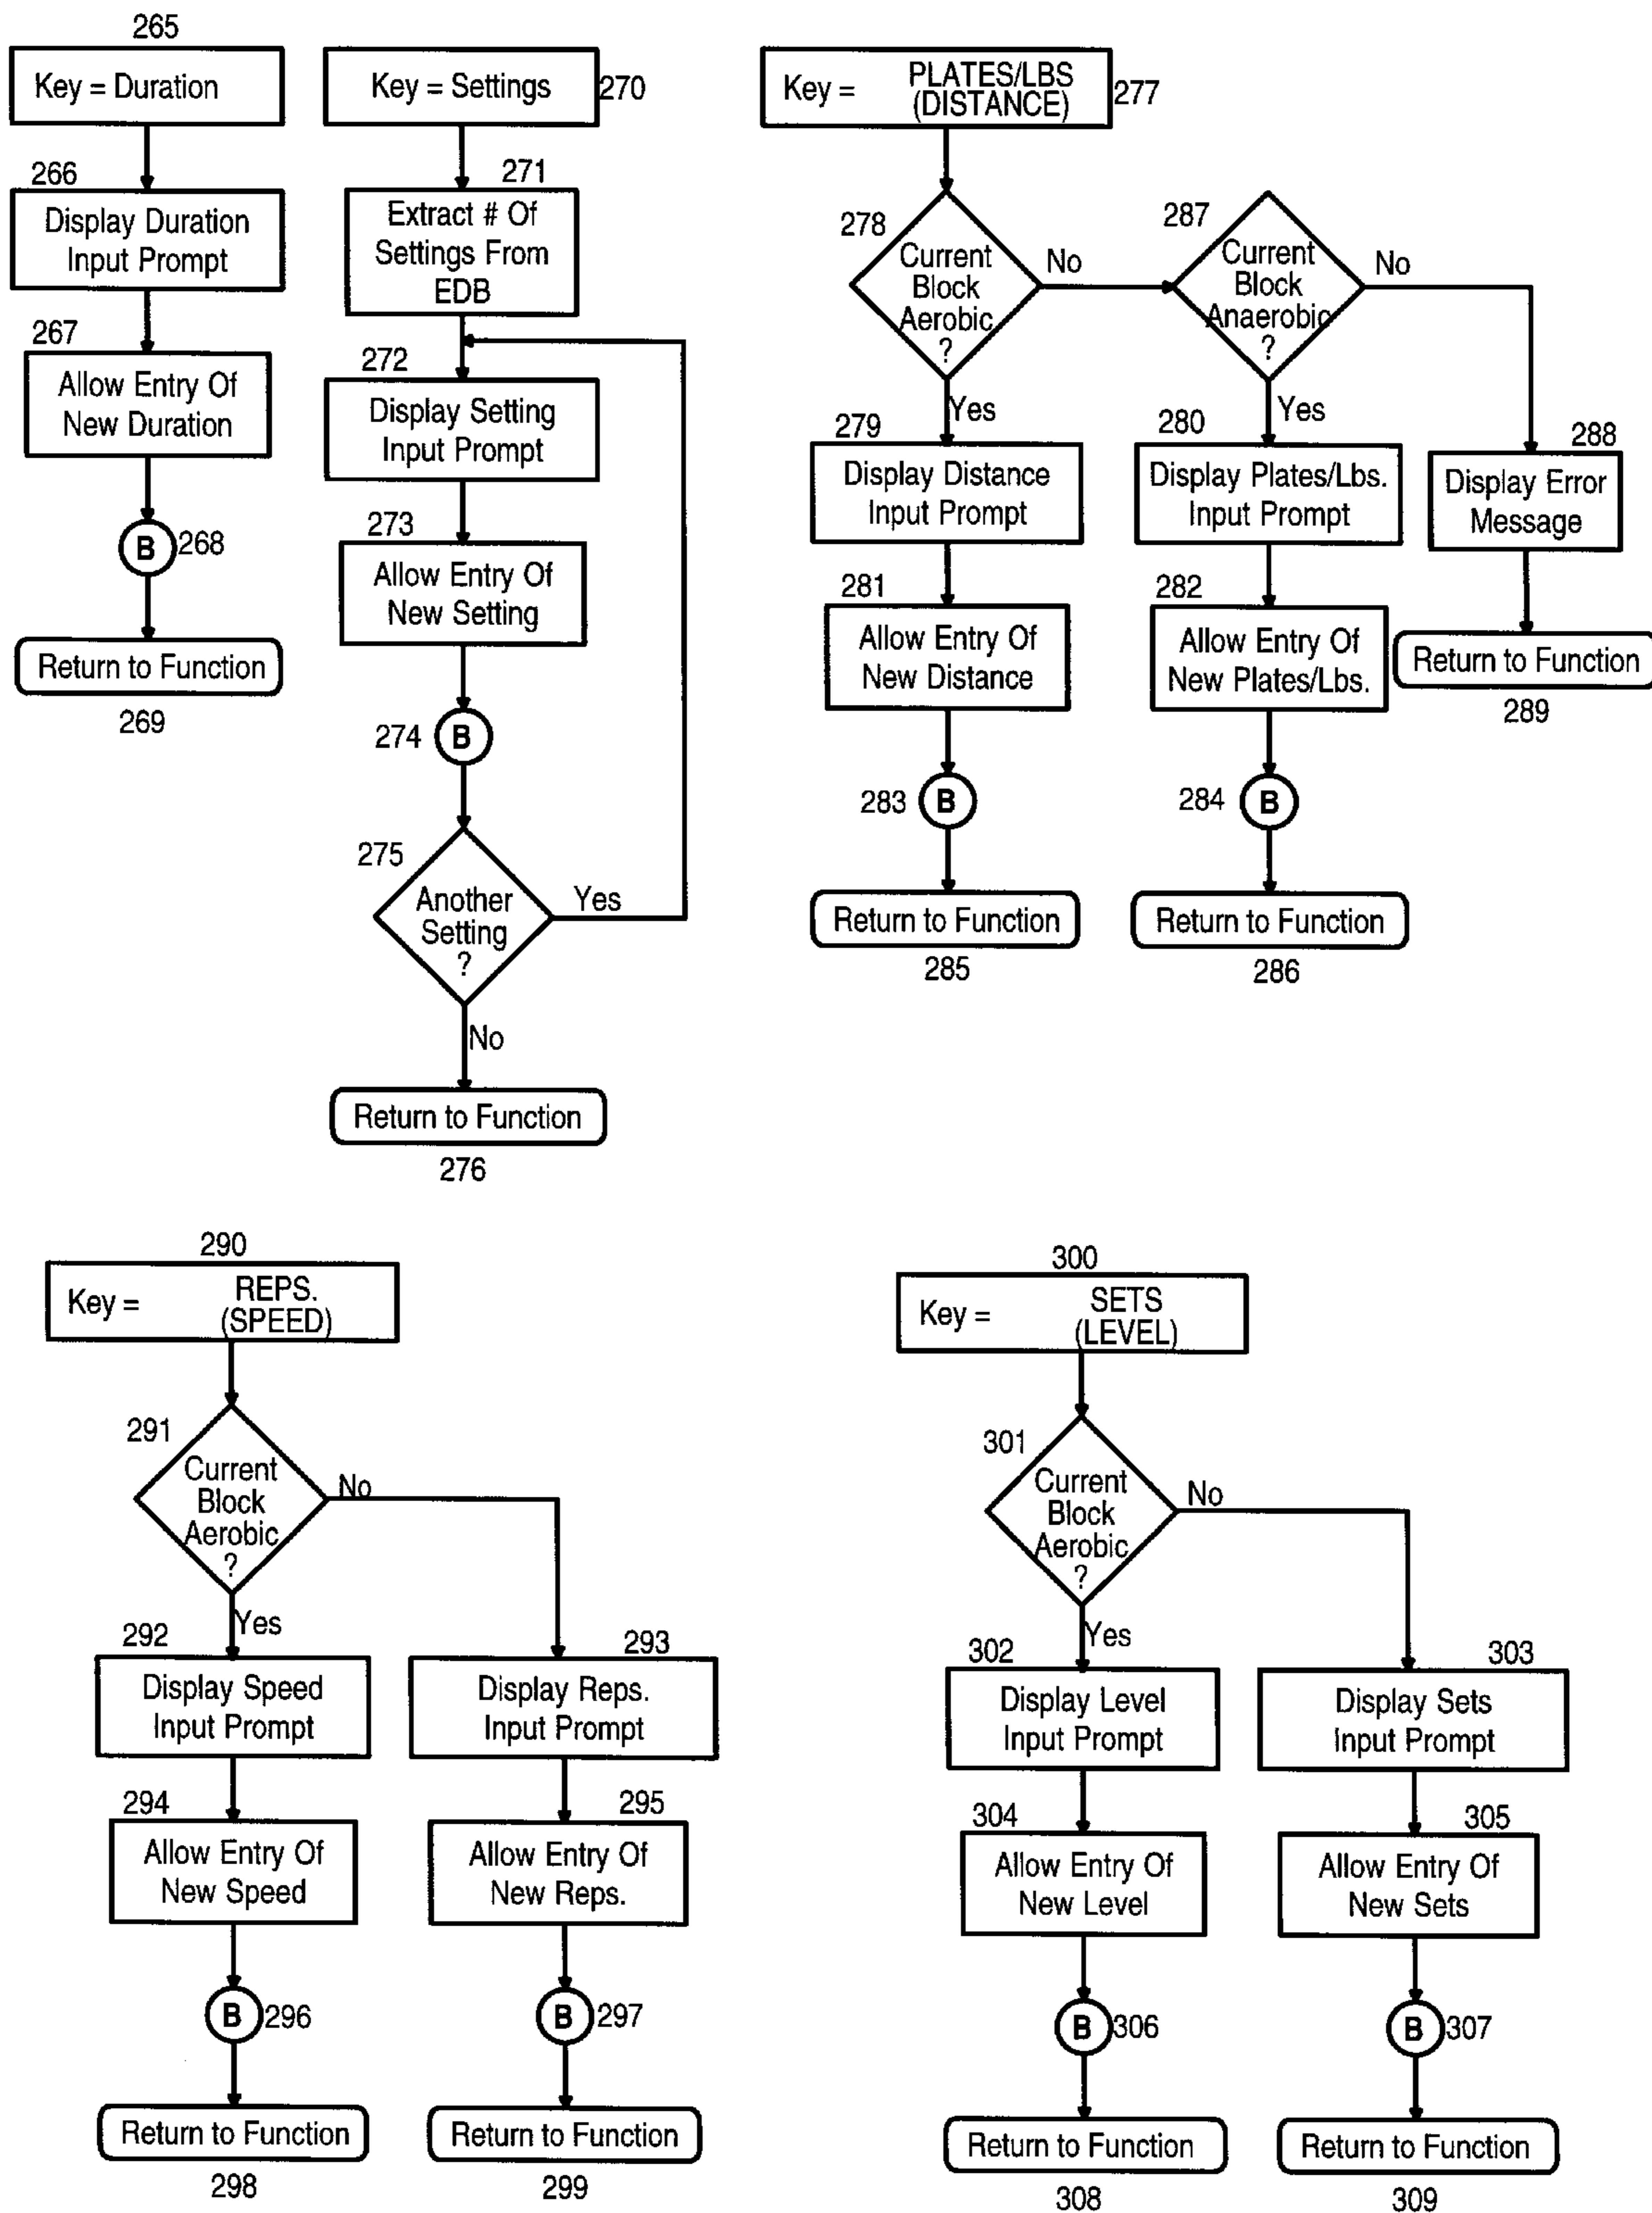 265
Key = Duration
266
Display Duration
Input Prompt
267
Allow Entry Of
New Duration
B 268
Return to Function
269
Key = Settings 270
271
Extract # Of
Settings From
EDB
272
Display Setting
Input Prompt
273
Allow Entry Of
New Setting
274 B
275
Another
Setting
?
Yes
No
Return to Function
276
Key = PLATES/LBS
(DISTANCE) 277
278
Current
Block
Aerobic
?
No
Yes
279
Display Distance
Input Prompt
281
Allow Entry Of
New Distance
283 B
Return to Function
285
287
Current
Block
Anaerobic
?
No
Yes
280
Display Plates/Lbs.
Input Prompt
282
Allow Entry Of
New Plates/Lbs.
284 B
Return to Function
286
288
Display Error
Message
Return to Function
289
290
Key = REPS.
(SPEED)
291
Current
Block
Aerobic
?
No
Yes
292
Display Speed
Input Prompt
294
Allow Entry Of
New Speed
B 296
Return to Function
298
293
Display Reps.
Input Prompt
295
Allow Entry Of
New Reps.
B 297
Return to Function
299
300
Key = SETS
(LEVEL)
301
Current
Block
Aerobic
?
No
Yes
302
Display Level
Input Prompt
304
Allow Entry Of
New Level
B 306
Return to Function
308
303
Display Sets
Input Prompt
305
Allow Entry Of
New Sets
B 307
Return to Function
309